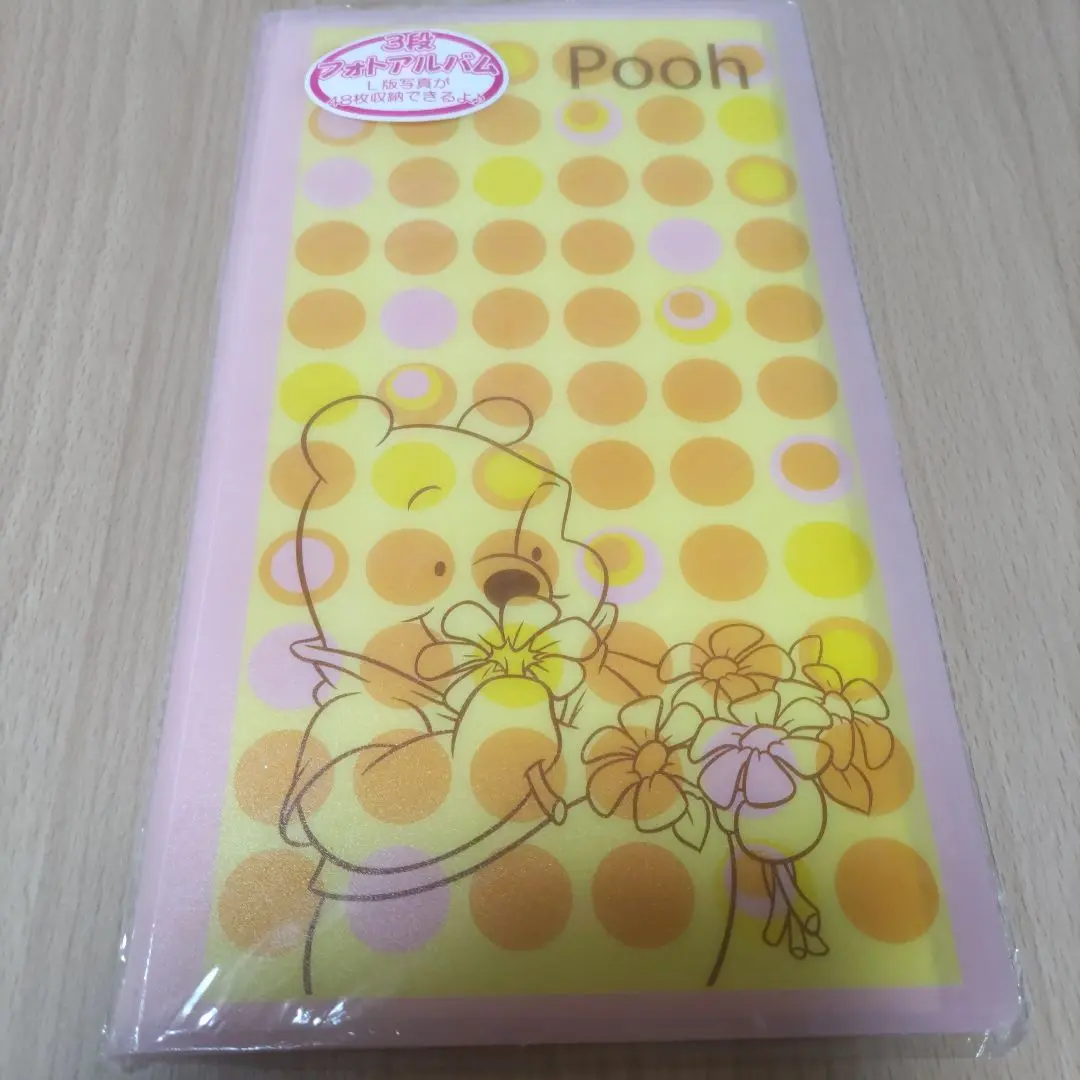 3段
フォトアルバム
L版写真が
48枚収納できるよ♪
Pooh